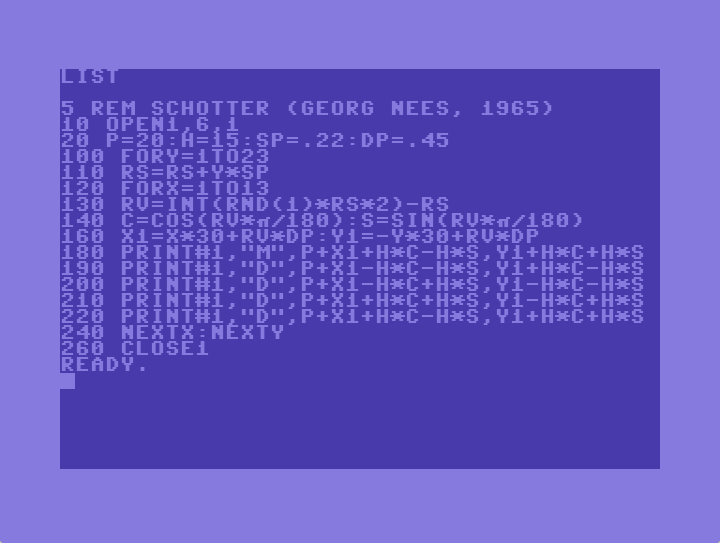 LIST
5 REM SCHOTTER (GEORG NEES, 1965)
10 OPEN1,6,1
20 P=20:H=15:SP=.22:DP=.45
100 FORY=1TO23
110 RS=RS+Y*SP
120 FORX=1TO13
130 RV=INT(RND(1)*RS*2)-RS
140 C=COS(RV*π/180):S=SIN(RV*π/180)
160 X1=X*30+RV*DP:Y1=-Y*30+RV*DP
180 PRINT#1,"M",P+X1+H*C-H*S,Y1+H*C+H*S
190 PRINT#1,"D",P+X1-H*C-H*S,Y1+H*C-H*S
200 PRINT#1,"D",P+X1-H*C+H*S,Y1-H*C-H*S
210 PRINT#1,"D",P+X1+H*C+H*S,Y1-H*C+H*S
220 PRINT#1,"D",P+X1+H*C-H*S,Y1+H*C+H*S
240 NEXTX:NEXTY
260 CLOSE1
READY.